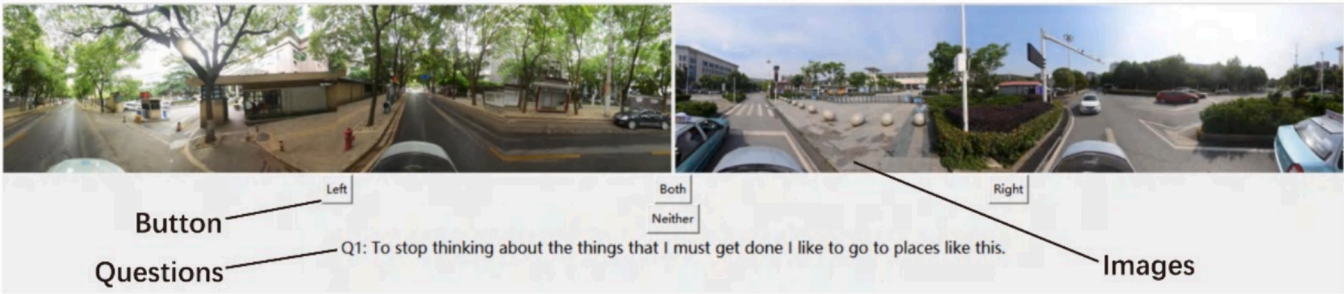 Left
Both
Right
Neither
Button
Q1: To stop thinking about the things that I must get done I like to go to places like this.
Questions
Images